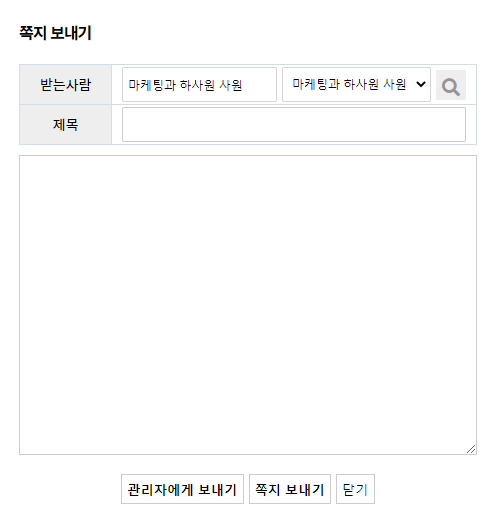 쪽지 보내기
받는사람 마케팅과 하사원 사원 마케팅과 하사원 사원
제목
관리자에게 보내기 쪽지 보내기 닫기